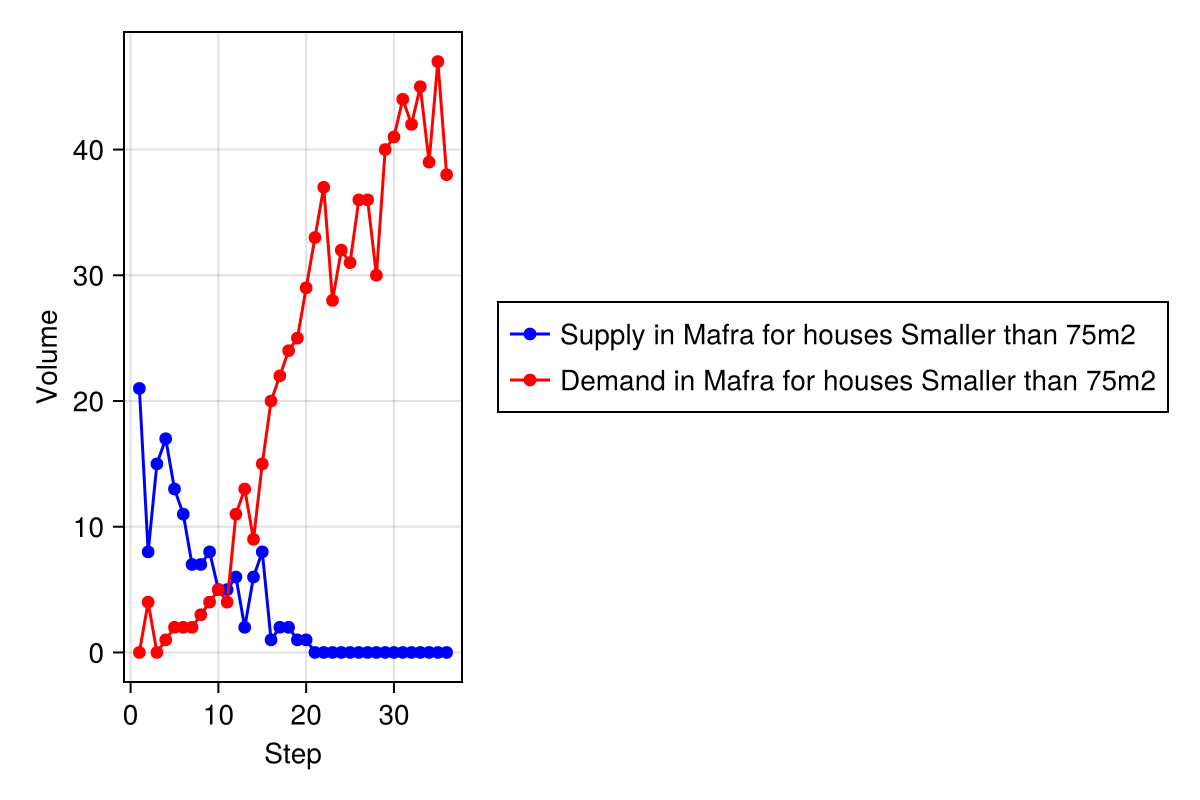 Volume
40
30
20
10
0
0 10 20 30
Step
Supply in Mafra for houses Smaller than 75m2
Demand in Mafra for houses Smaller than 75m2